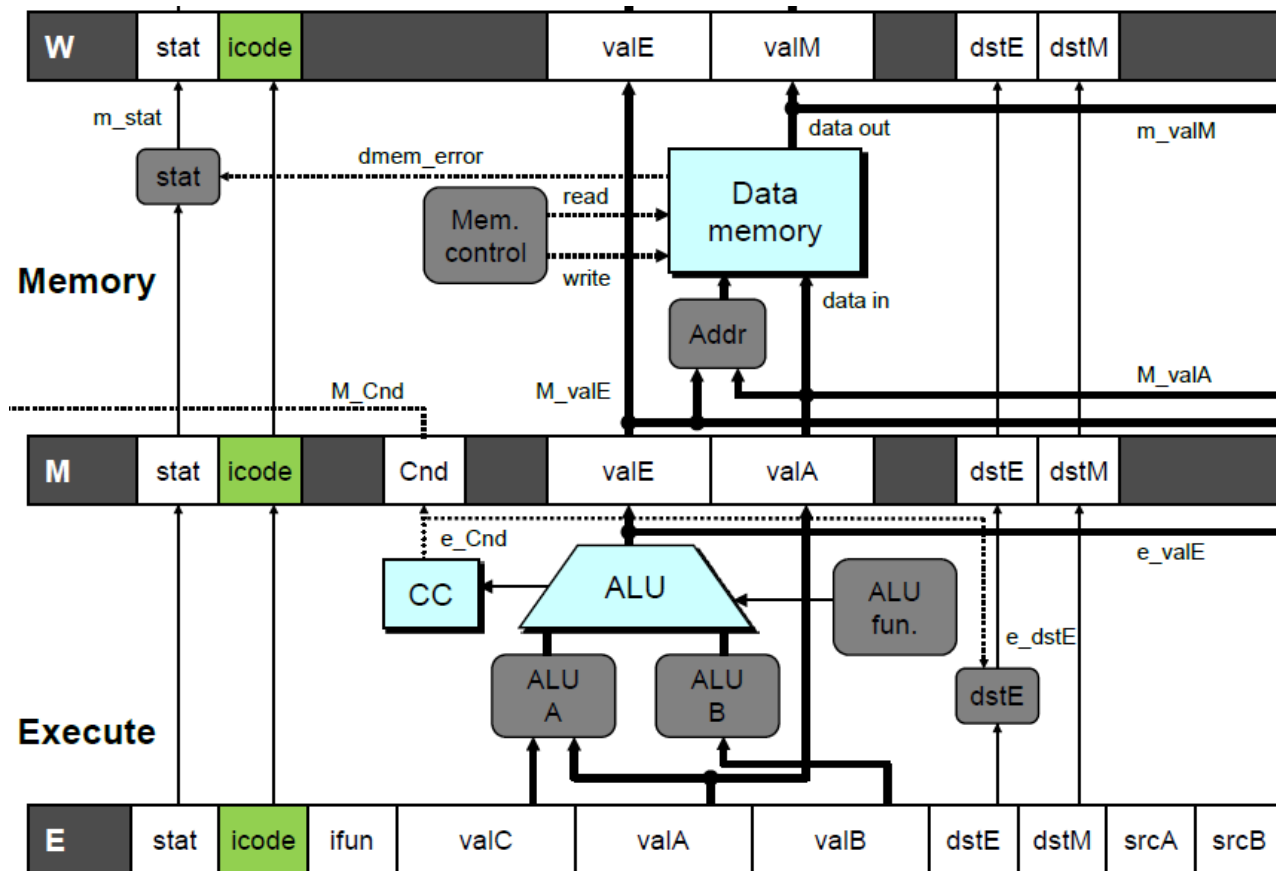 W stat icode valE valM dstE dstM
m_stat
data out
m_valM
dmem_error
stat
read
Data
memory
Mem.
control
write
Memory
data in
Addr
M_Cnd
M_valE
M_valA
M stat icode Cnd valE valA dstE dstM
e_Cnd
e_valE
CC
ALU
ALU
fun.
e_dstE
ALU
A
ALU
B
dstE
Execute
E stat icode ifun valC valA valB dstE dstM srcA srcB